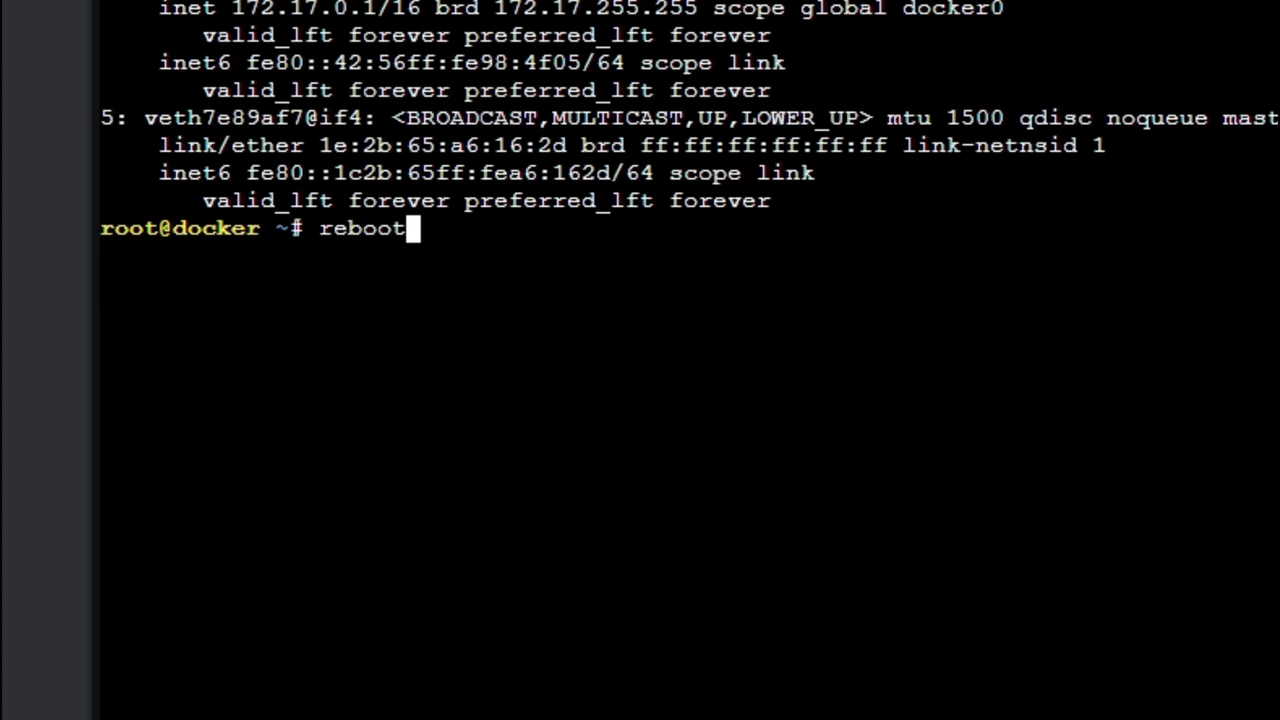 inet 172.17.0.1/16 brd 172.17.255.255 scope global docker0
valid_lft forever preferred_lft forever
inet6 fe80::42:56ff:fe98:4f05/64 scope link
valid_lft forever preferred_lft forever
5: veth7e89af7@if4: <BROADCAST,MULTICAST,UP,LOWER_UP> mtu 1500 qdisc noqueue mast
link/ether 1e:2b:65:a6:16:2d brd ff:ff:ff:ff:ff:ff link-netnsid 1
inet6 fe80::1c2b:65ff:fea6:162d/64 scope link
valid_lft forever preferred_lft forever
root@docker ~# reboot